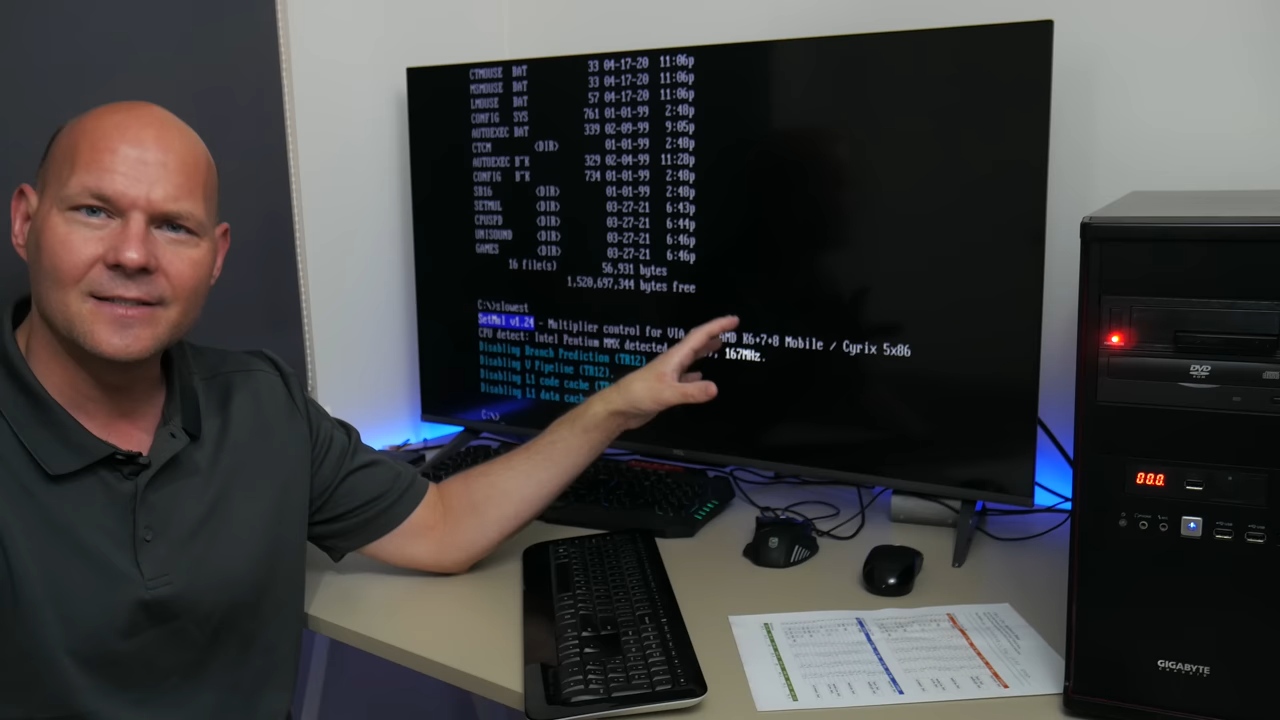 CTMOUSE BAT 33 04-17-20 11:06p
MSMOUSE BAT 33 04-17-20 11:06p
LMOUSE BAT 57 04-17-20 11:06p
CONFIG SYS 761 01-01-99 2:48p
AUTOEXEC BAT 339 02-09-99 9:05p
CTCM <DIR> 01-01-99 2:48p
AUTOEXEC B~K 329 02-04-99 11:28p
CONFIG B~K 734 01-01-99 2:48p
SB16 <DIR> 01-01-99 2:48p
SETMUL <DIR> 03-27-21 6:43p
CPUSPD <DIR> 03-27-21 6:44p
UNISOUND <DIR> 03-27-21 6:46p
GAMES <DIR> 03-27-21 6:46p
16 file(s) 56,931 bytes
1,520,697,344 bytes free
C:\>slowest
SetMul v1.24 - Multiplier control for VIA AMD K6+7+8 Mobile / Cyrix 5x86
CPU detect: Intel Pentium MMX detected 167MHz.
Disabling Branch Prediction (TR12)
Disabling V Pipeline (TR12).
Disabling L1 code cache
Disabling L1 data cache
C:\>
DVD
000.
GIGABYTE